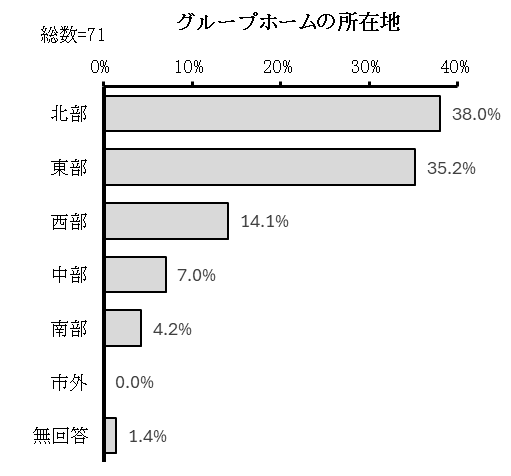 グループホームの所在地
総数=71
0% 10% 20% 30% 40%
北部 38.0%
東部 35.2%
西部 14.1%
中部 7.0%
南部 4.2%
市外 0.0%
無回答 1.4%